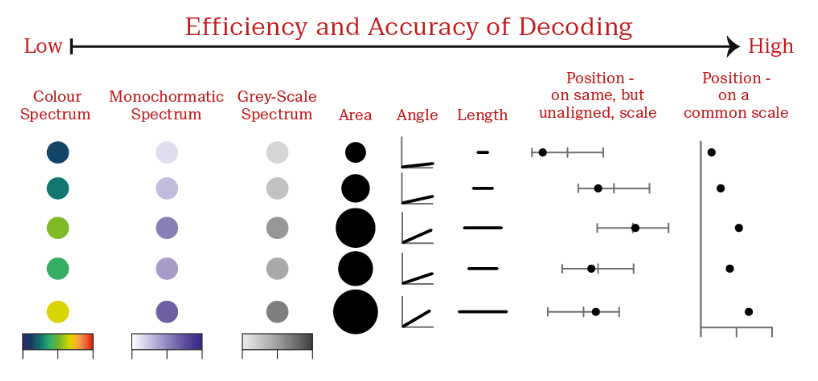 Efficiency and Accuracy of Decoding
Low
High
Colour
Spectrum
Monochormatic
Spectrum
Grey-Scale
Spectrum
Area
Angle
Length
Position -
on same, but
unaligned, scale
Position -
on a
common scale